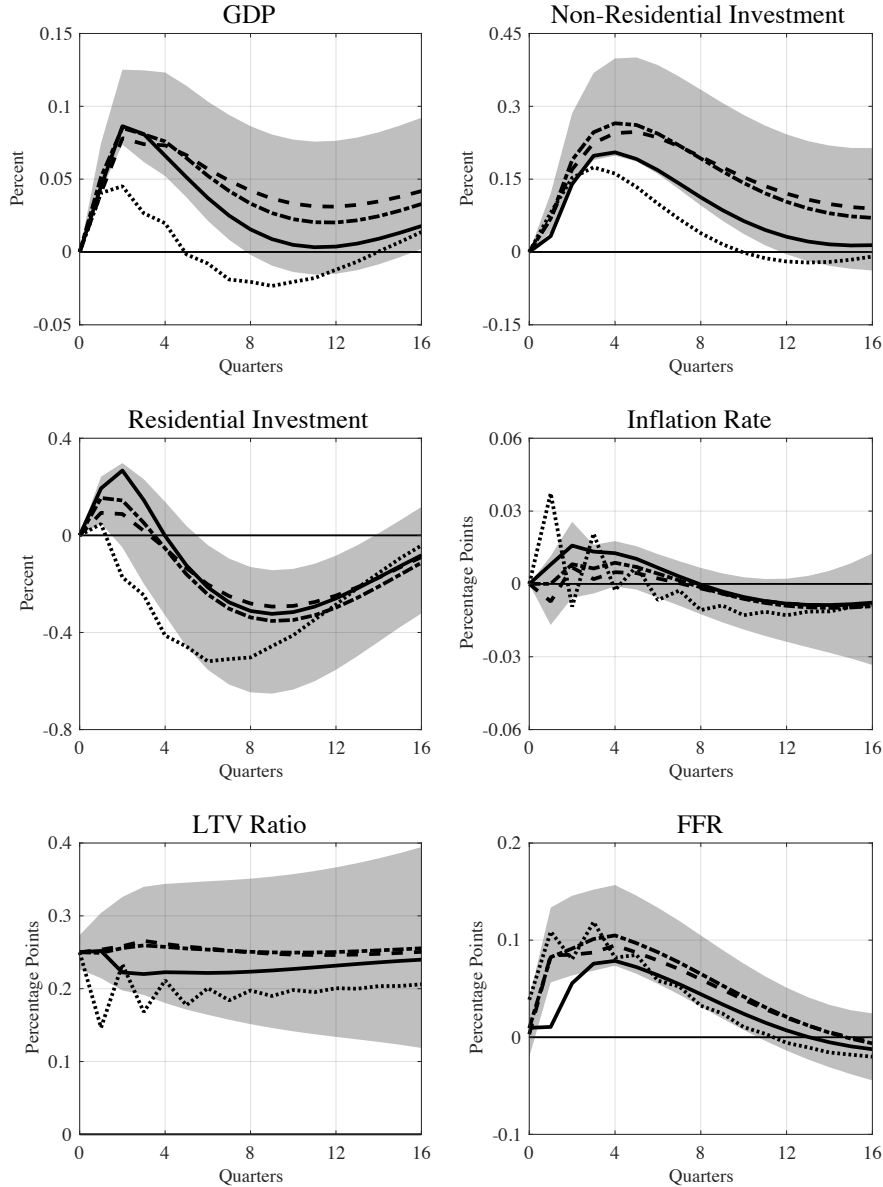 GDP
Non-Residential Investment
0.15
0.1
0.05
0
-0.05
Percent
0 4 8 12 16
Quarters
0.45
0.3
0.15
0
-0.15
Percent
0 4 8 12 16
Quarters
Residential Investment
Inflation Rate
0.4
0
-0.4
-0.8
Percent
0 4 8 12 16
Quarters
0.06
0.03
0
-0.03
-0.06
Percentage Points
0 4 8 12 16
Quarters
LTV Ratio
FFR
0.4
0.3
0.2
0.1
0
Percentage Points
0 4 8 12 16
Quarters
0.2
0.1
0
-0.1
Percentage Points
0 4 8 12 16
Quarters